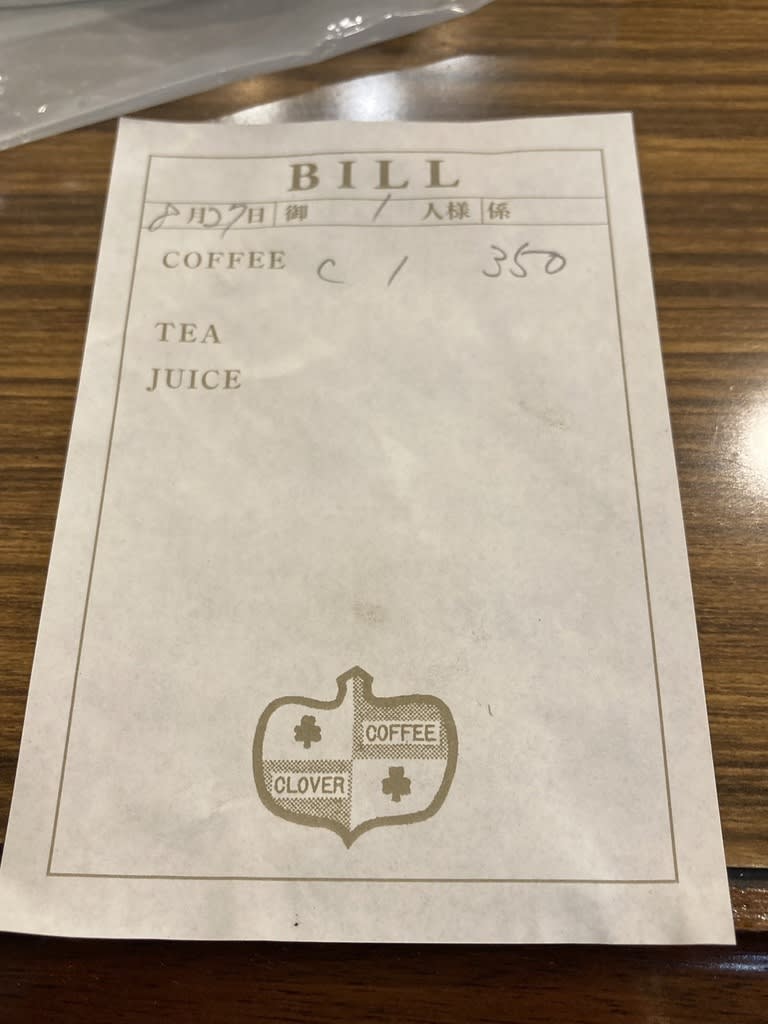 BILL
8月27日 御 1 人様 係
COFFEE C 1 350
TEA
JUICE
COFFEE
CLOVER